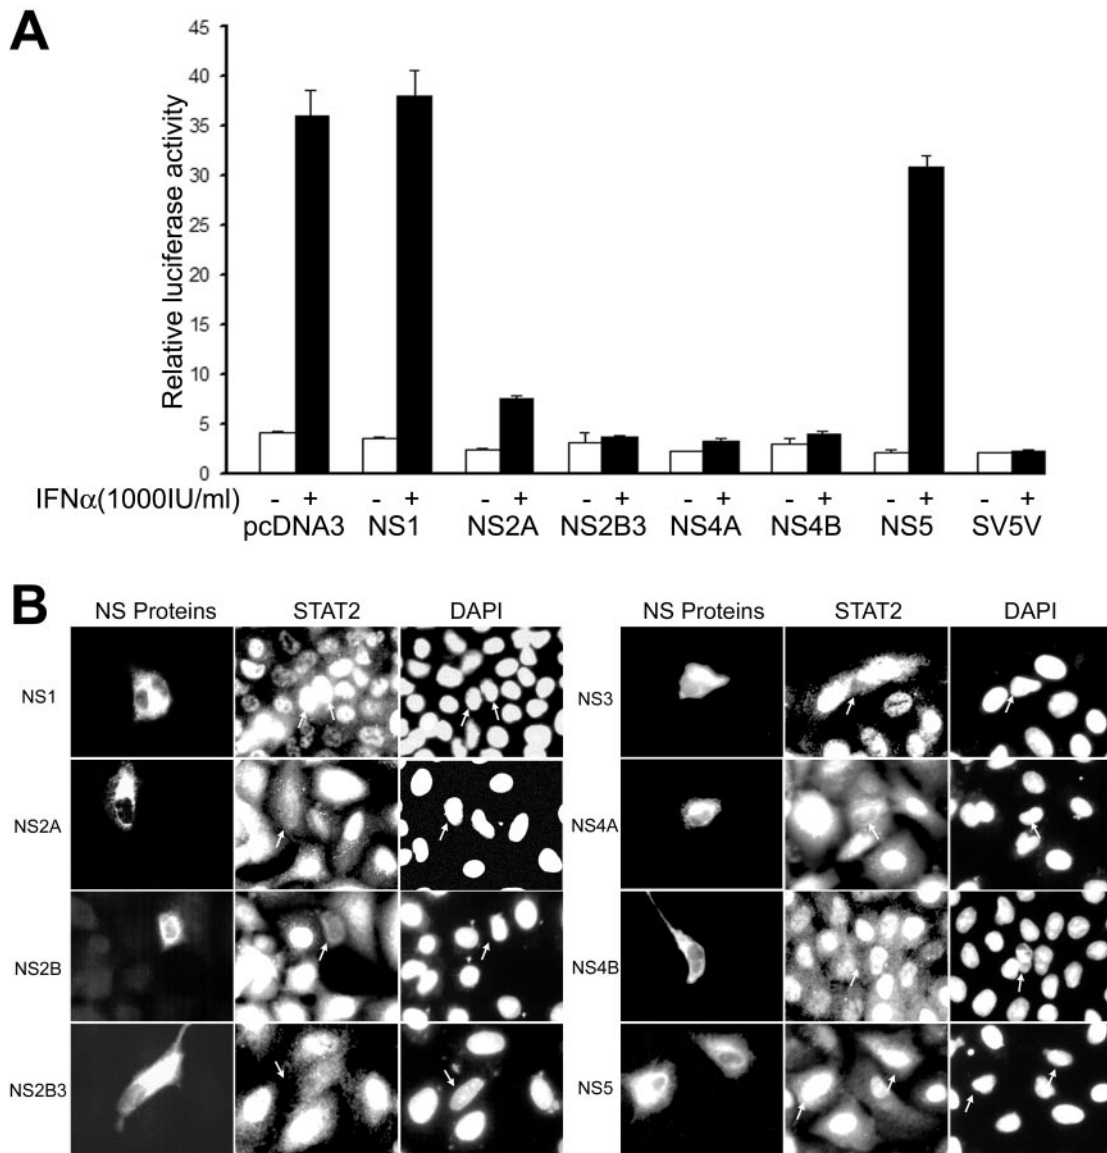 A
Relative luciferase activity
45
40
35
30
25
20
15
10
5
0
IFNα(1000IU/ml) - + - + - + - + - + - + - + - +
pcDNA3 NS1 NS2A NS2B3 NS4A NS4B NS5 SV5V
B
NS Proteins STAT2 DAPI
NS1
NS2A
NS2B
NS2B3
NS Proteins STAT2 DAPI
NS3
NS4A
NS4B
NS5